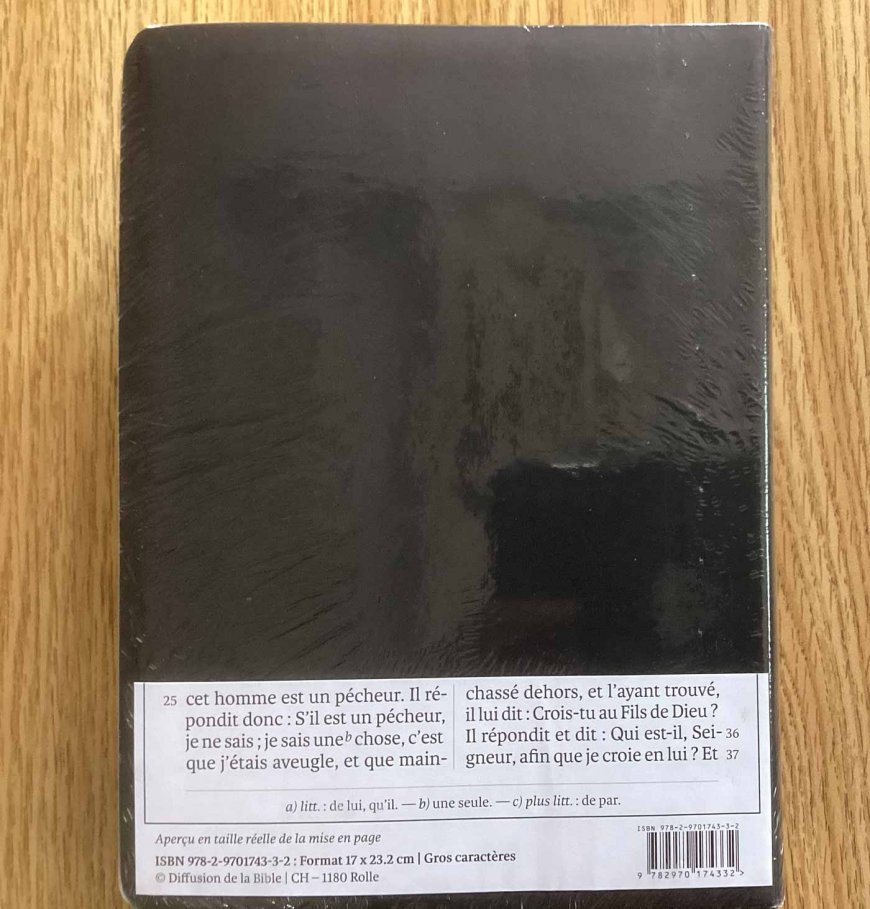 25 cet homme est un pécheur. Il ré-
pondit donc : S'il est un pécheur,
je ne sais ; je sais uneᵇ chose, c'est
que j'étais aveugle, et que main-
chassé dehors, et l'ayant trouvé,
il lui dit : Crois-tu au Fils de Dieu ?
Il répondit et dit : Qui est-il, Sei- 36
gneur, afin que je croie en lui ? Et 37
a) litt. : de lui, qu'il. — b) une seule. — c) plus litt. : de par.
Aperçu en taille réelle de la mise en page
ISBN 978-2-9701743-3-2 : Format 17 x 23.2 cm | Gros caractères
© Diffusion de la Bible | CH – 1180 Rolle
ISBN 978-2-9701743-3-2
9 782970 174332 >